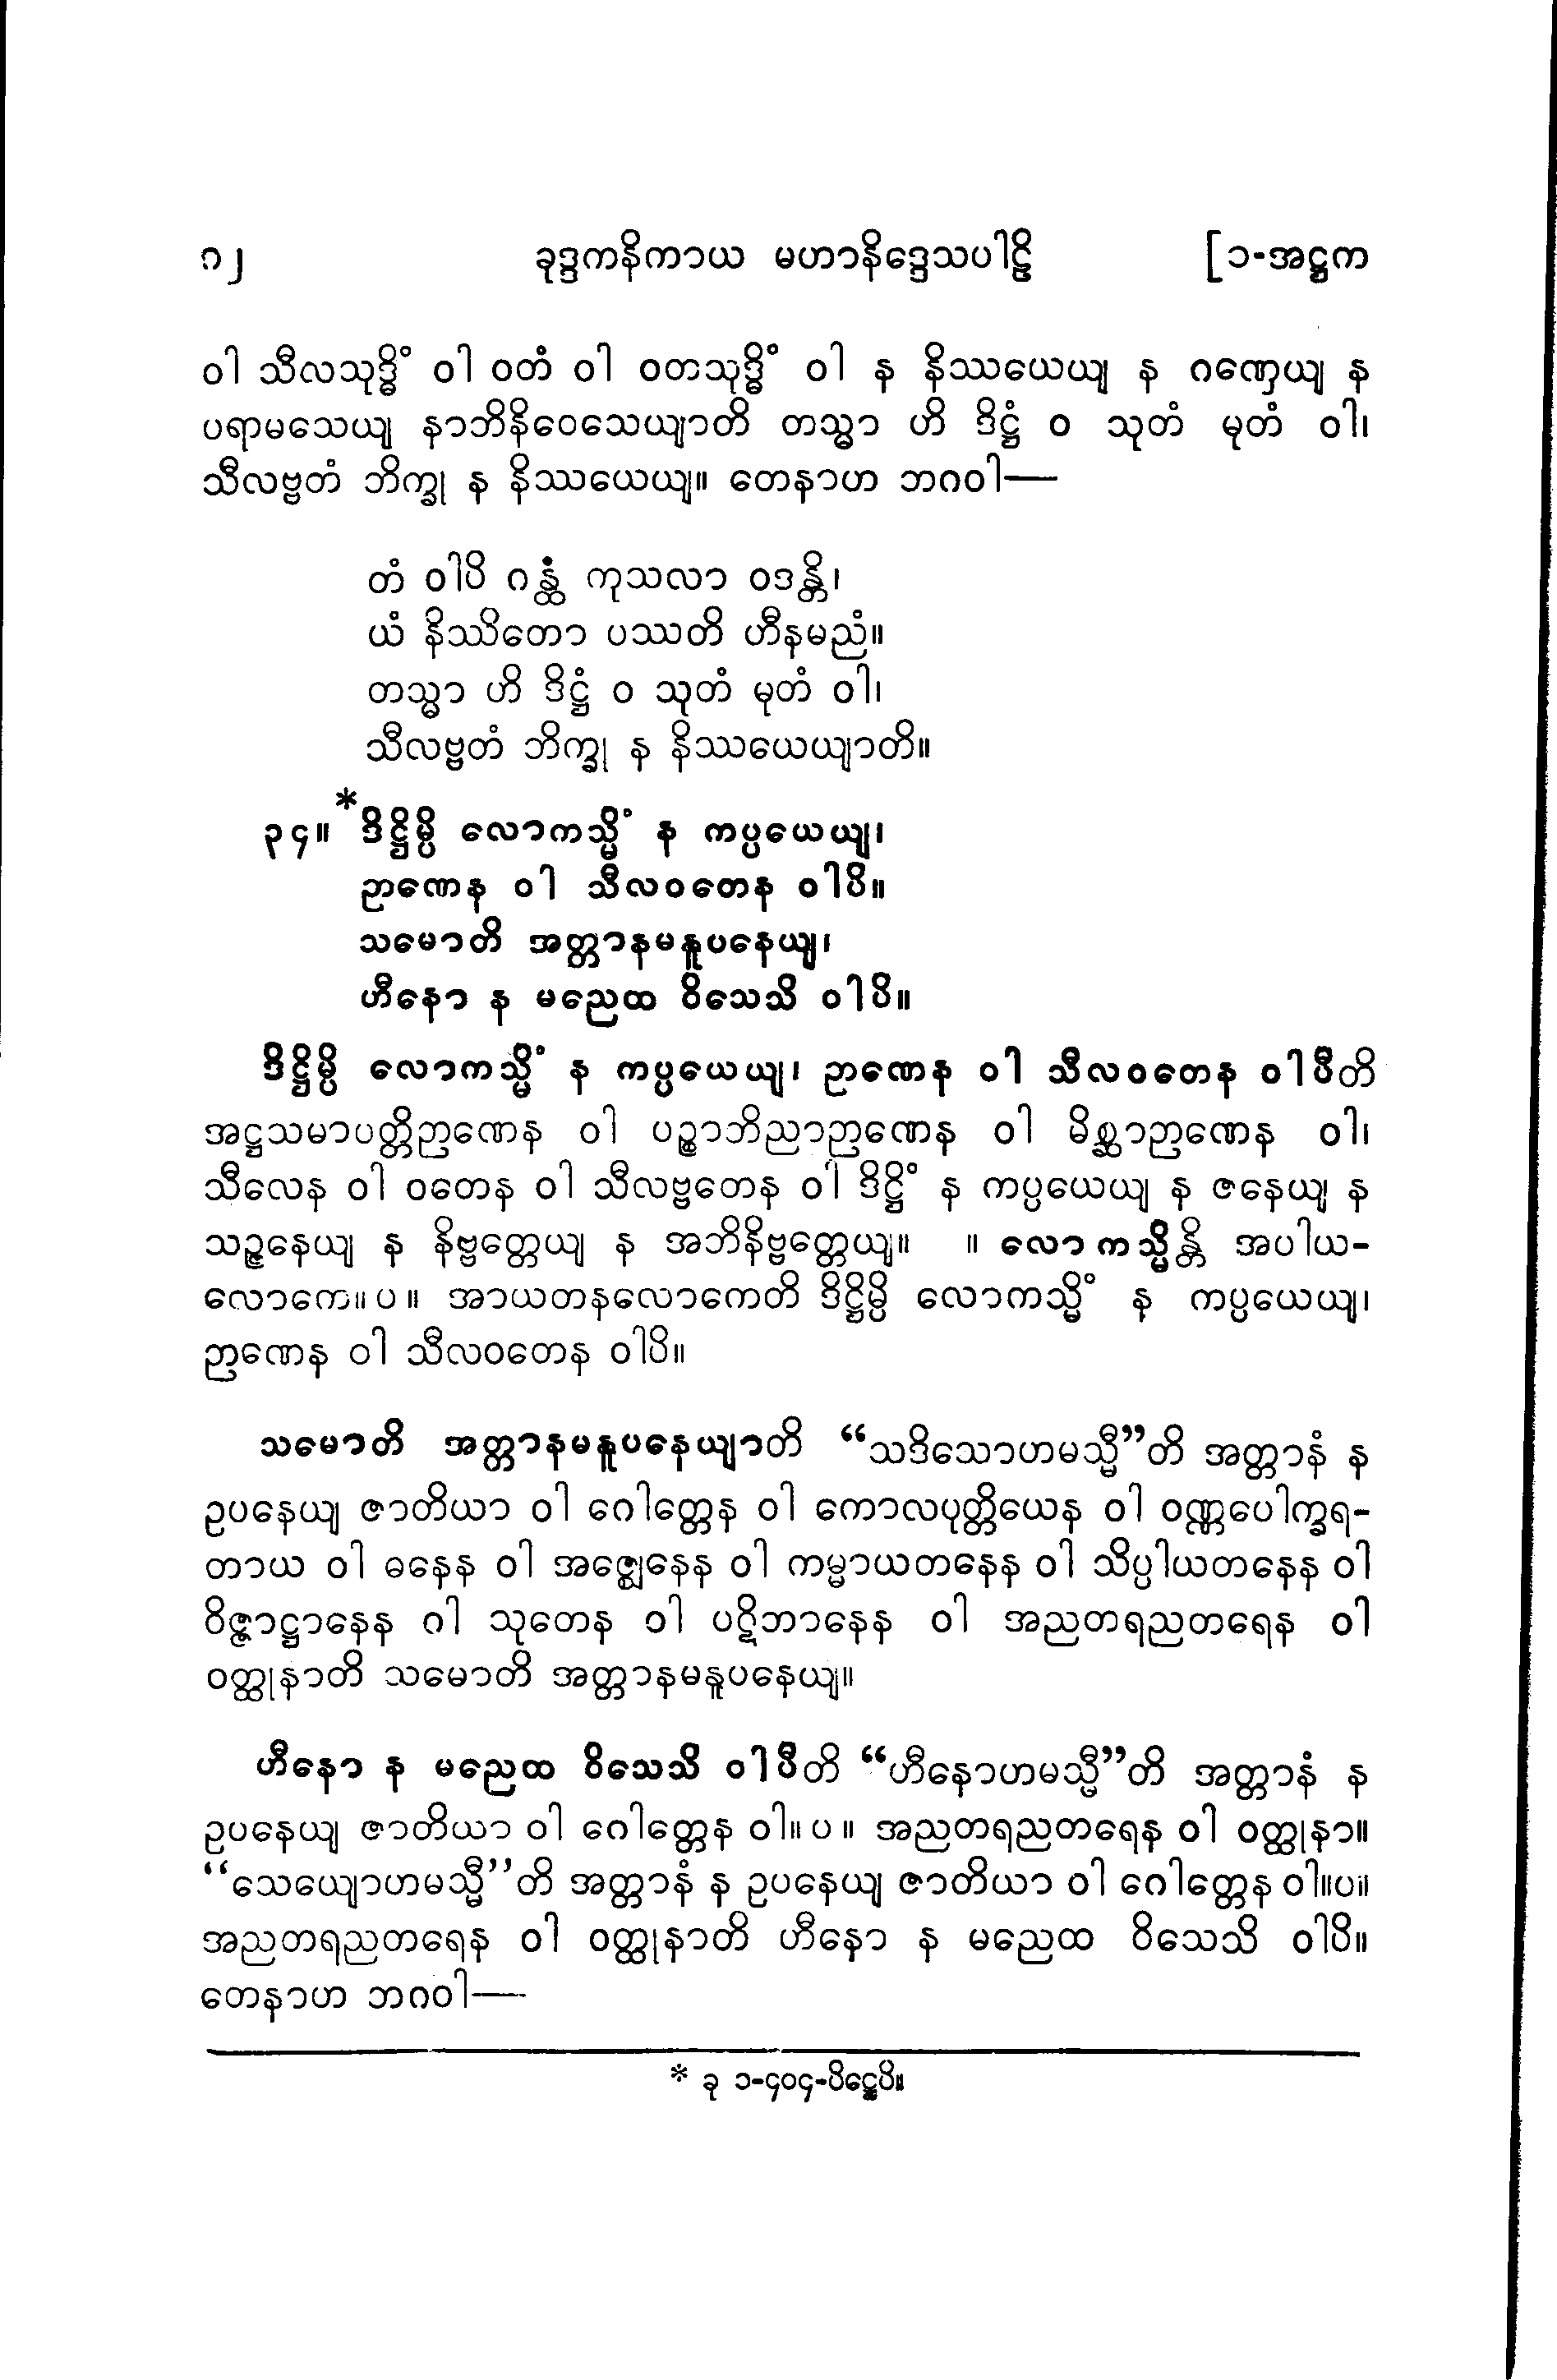 ဂ၂ ခုဒ္ဒကနိကာယ မဟာနိဒ္ဒေသပါဠိ [၁-အဋ္ဌက
ဝါ သီလသုဒ္ဓိံ ဝါ ဝတံ ဝါ ဝတသုဒ္ဓိံ ဝါ န နိဿယေယျ န ဂဏှေယျ န
ပရာမသေယျ နာဘိနိဝေသေယျာတိ တသ္မာ ဟိ ဒိဋ္ဌံ ဝ သုတံ မုတံ ဝါ၊
သီလဗ္ဗတံ ဘိက္ခု န နိဿယေယျ။ တေနာဟ ဘဂဝါ—
တံ ဝါပိ ဂန္ထံ ကုသလာ ဝဒန္တိ၊
ယံ နိဿိတော ပဿတိ ဟီနမညံ။
တသ္မာ ဟိ ဒိဋ္ဌံ ဝ သုတံ မုတံ ဝါ၊
သီလဗ္ဗတံ ဘိက္ခု န နိဿယေယျာတိ။
၃၄။ *ဒိဋ္ဌိမ္ပိ လောကသ္မိံ န ကပ္ပယေယျ၊
ဉာဏေန ဝါ သီလဝတေန ဝါပိ။
သမောတိ အတ္တာနမနူပနေယျ၊
ဟီနော န မညေထ ဝိသေသိ ဝါပိ။
ဒိဋ္ဌိမ္ပိ လောကသ္မိံ န ကပ္ပယေယျ၊ ဉာဏေန ဝါ သီလဝတေန ဝါပီတိ
အဋ္ဌသမာပတ္တိဉာဏေန ဝါ ပဉ္စာဘိညာဉာဏေန ဝါ မိစ္ဆာဉာဏေန ဝါ၊
သီလေန ဝါ ဝတေန ဝါ သီလဗ္ဗတေန ဝါ ဒိဋ္ဌိံ န ကပ္ပယေယျ န ဇနေယျ န
သဉ္ဇနေယျ န နိဗ္ဗတ္တေယျ န အဘိနိဗ္ဗတ္တေယျ။ ။ လောကသ္မိန္တိ အပါယ-
လောကေ။ ပ ။ အာယတနလောကေတိ ဒိဋ္ဌိမ္ပိ လောကသ္မိံ န ကပ္ပယေယျ၊
ဉာဏေန ဝါ သီလဝတေန ဝါပိ။
သမောတိ အတ္တာနမနူပနေယျာတိ “သဒိသောဟမသ္မီ”တိ အတ္တာနံ န
ဥပနေယျ ဇာတိယာ ဝါ ဂေါတ္တေန ဝါ ကောလပုတ္တိယေန ဝါ ဝဏ္ဏပေါက္ခရ-
တာယ ဝါ ဓနေန ဝါ အဇ္ဈေနေန ဝါ ကမ္မာယတနေန ဝါ သိပ္ပါယတနေန ဝါ
ဝိဇ္ဇာဋ္ဌာနေန ဂါ သုတေန ဝါ ပဋိဘာနေန ဝါ အညတရညတရေန ဝါ
ဝတ္ထုနာတိ သမောတိ အတ္တာနမနူပနေယျ။
ဟီနော န မညေထ ဝိသေသိ ဝါပီတိ “ဟီနောဟမသ္မီ”တိ အတ္တာနံ န
ဥပနေယျ ဇာတိယာ ဝါ ဂေါတ္တေန ဝါ။ ပ ။ အညတရညတရေန ဝါ ဝတ္ထုနာ။
“သေယျောဟမသ္မီ”တိ အတ္တာနံ န ဥပနေယျ ဇာတိယာ ဝါ ဂေါတ္တေန ဝါ။ပ။
အညတရညတရေန ဝါ ဝတ္ထုနာတိ ဟီနော န မညေထ ဝိသေသိ ဝါပိ။
တေနာဟ ဘဂဝါ—
* ခု ၁-၄၀၄-ပိဋ္ဌေပိ။